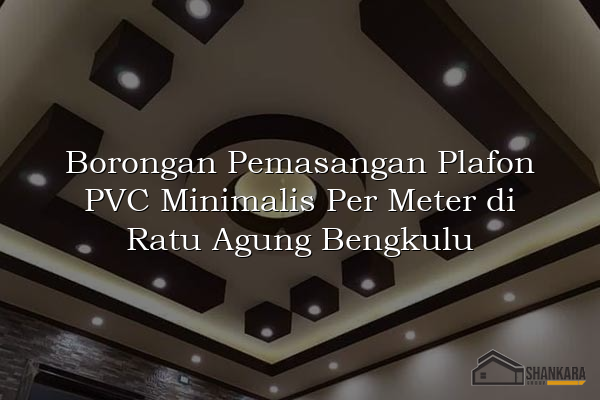 Borongan Pemasangan Plafon
PVC Minimalis Per Meter di
Ratu Agung Bengkulu
SHANKARA